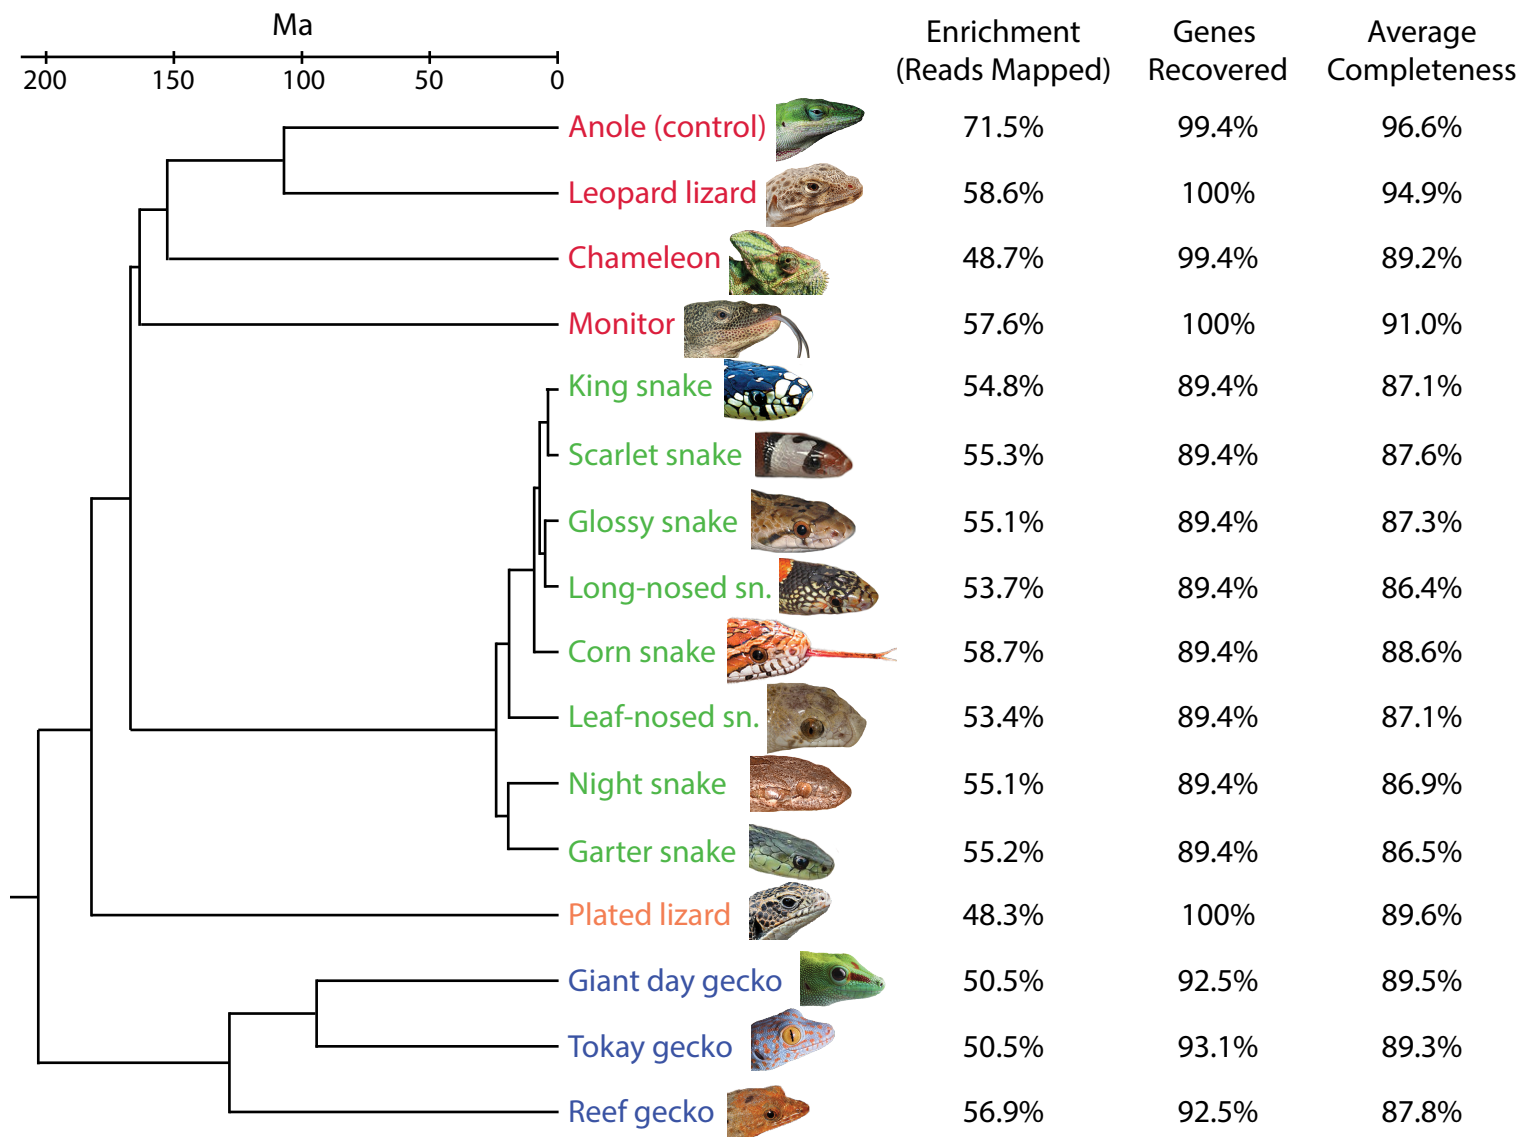 Ma
200 150 100 50 0
Enrichment Genes Average
(Reads Mapped) Recovered Completeness
Anole (control) 71.5% 99.4% 96.6%
Leopard lizard 58.6% 100% 94.9%
Chameleon 48.7% 99.4% 89.2%
Monitor 57.6% 100% 91.0%
King snake 54.8% 89.4% 87.1%
Scarlet snake 55.3% 89.4% 87.6%
Glossy snake 55.1% 89.4% 87.3%
Long-nosed sn. 53.7% 89.4% 86.4%
Corn snake 58.7% 89.4% 88.6%
Leaf-nosed sn. 53.4% 89.4% 87.1%
Night snake 55.1% 89.4% 86.9%
Garter snake 55.2% 89.4% 86.5%
Plated lizard 48.3% 100% 89.6%
Giant day gecko 50.5% 92.5% 89.5%
Tokay gecko 50.5% 93.1% 89.3%
Reef gecko 56.9% 92.5% 87.8%